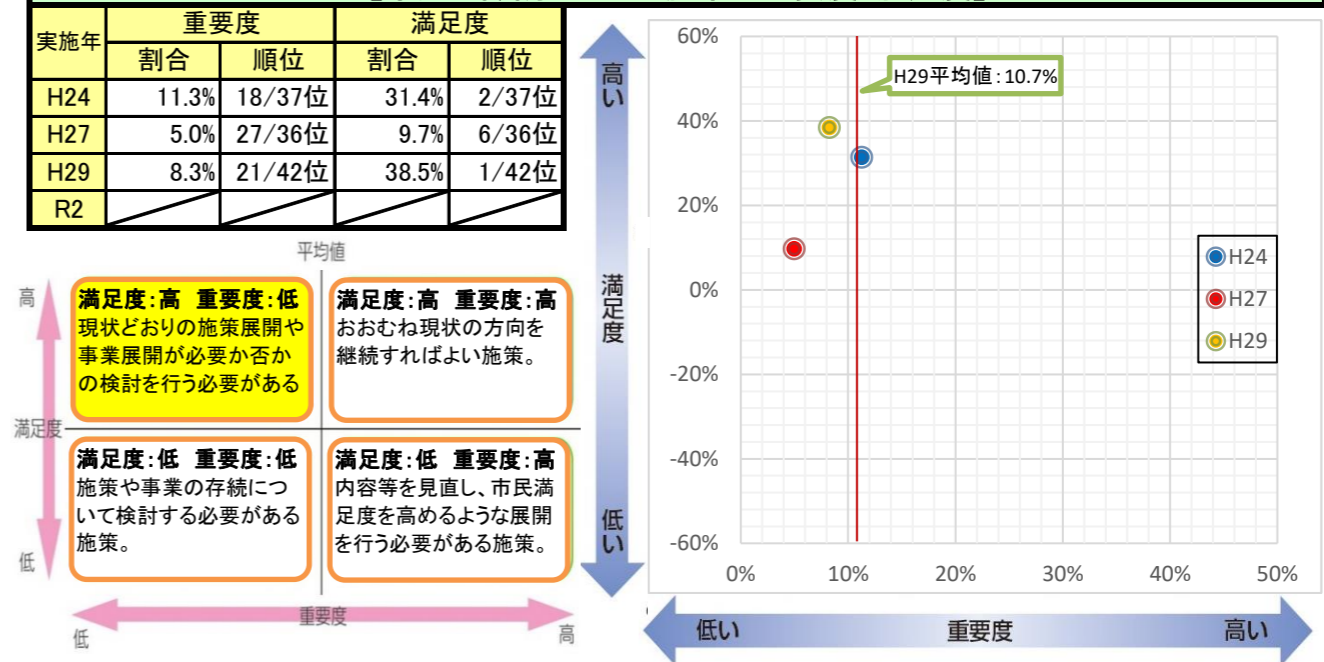 実施年 重要度 満足度
割合 順位 割合 順位
H24 11.3% 18/37位 31.4% 2/37位
H27 5.0% 27/36位 9.7% 6/36位
H29 8.3% 21/42位 38.5% 1/42位
R2
平均値
高
満足度:高 重要度:低
現状どおりの施策展開や
事業展開が必要か否か
の検討を行う必要がある
満足度:高 重要度:高
おおむね現状の方向を
継続すればよい施策。
満足度
満足度:低 重要度:低
施策や事業の存続につ
いて検討する必要がある
施策。
満足度:低 重要度:高
内容等を見直し、市民満
足度を高めるような展開
を行う必要がある施策。
低
重要度
低
高
高い
満足度
低い
60%
40%
20%
0%
-20%
-40%
-60%
H29平均値:10.7%
H24
H27
H29
0% 10% 20% 30% 40% 50%
低い 重要度 高い